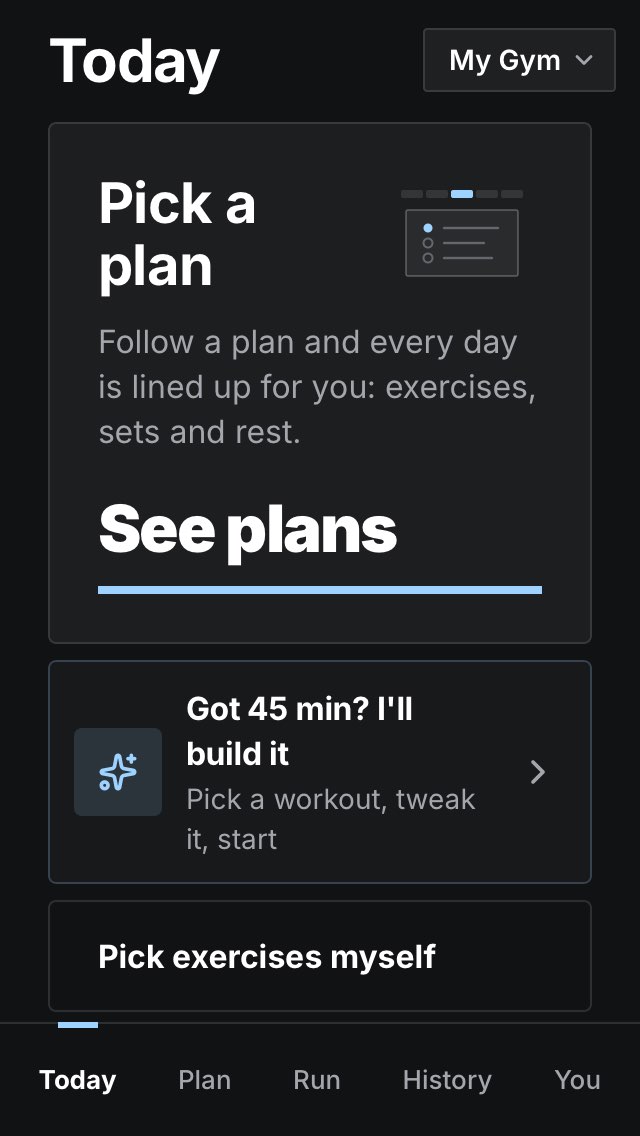 Today
My Gym
Pick a
plan
Follow a plan and every day
is lined up for you: exercises,
sets and rest.
See plans
Got 45 min? I'll
build it
Pick a workout, tweak
it, start
Pick exercises myself
Today
Plan
Run
History
You